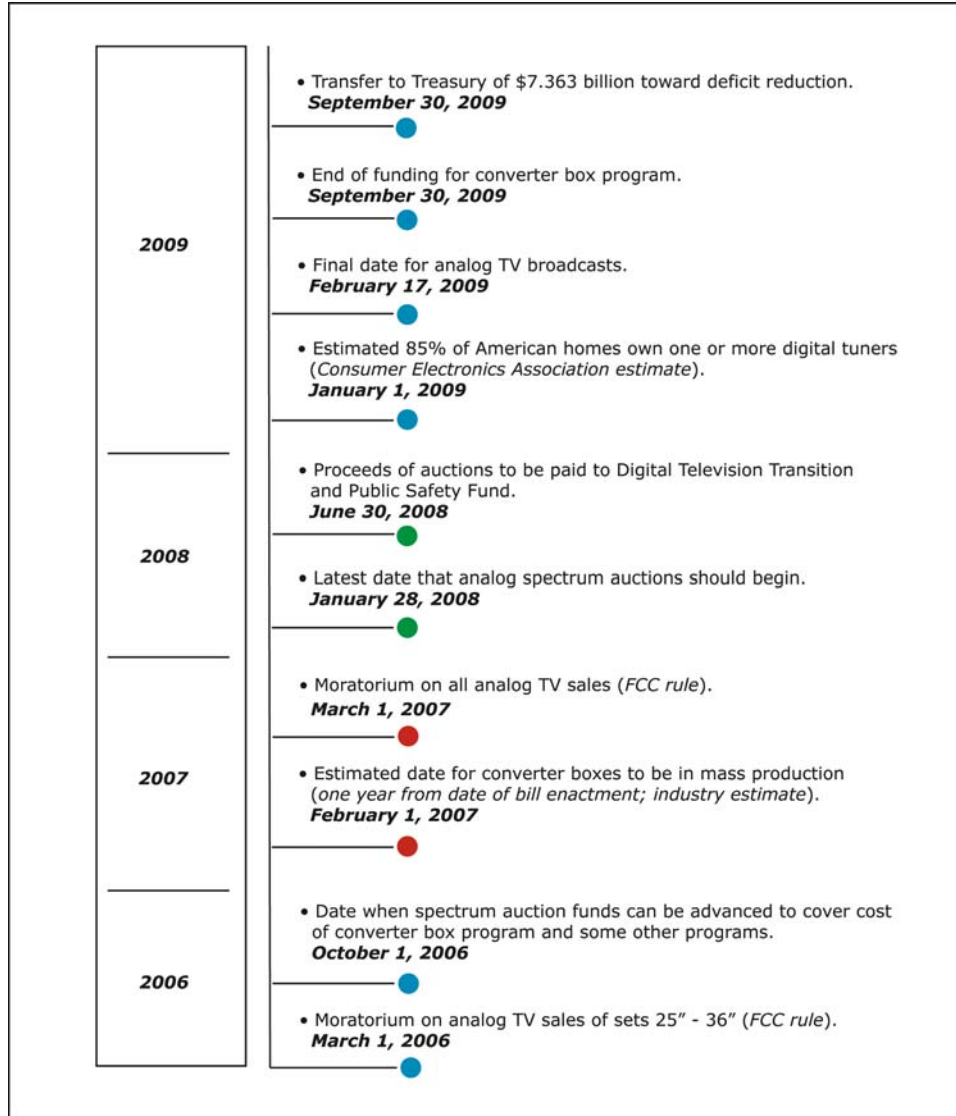 • Transfer to Treasury of $7.363 billion toward deficit reduction.
September 30, 2009
• End of funding for converter box program.
September 30, 2009
2009
• Final date for analog TV broadcasts.
February 17, 2009
• Estimated 85% of American homes own one or more digital tuners
(Consumer Electronics Association estimate).
January 1, 2009
• Proceeds of auctions to be paid to Digital Television Transition
and Public Safety Fund.
June 30, 2008
2008
• Latest date that analog spectrum auctions should begin.
January 28, 2008
• Moratorium on all analog TV sales (FCC rule).
March 1, 2007
2007
• Estimated date for converter boxes to be in mass production
(one year from date of bill enactment; industry estimate).
February 1, 2007
• Date when spectrum auction funds can be advanced to cover cost
of converter box program and some other programs.
October 1, 2006
2006
• Moratorium on analog TV sales of sets 25” - 36” (FCC rule).
March 1, 2006